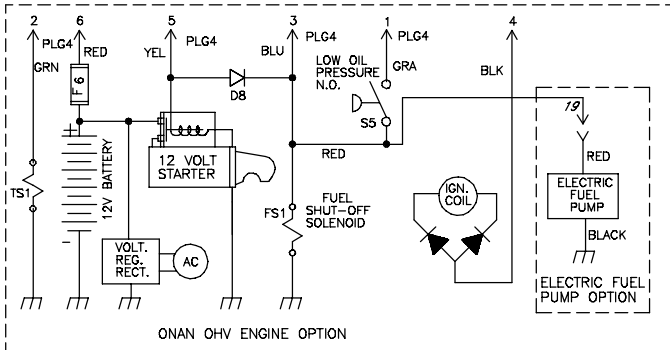 2 6 5 3 1 4
PLG4 PLG4 PLG4 PLG4
GRN
RED
YEL
BLU
GRA
BLK
F 6
D8
LOW OIL
PRESSURE
N.O.
S5
19
+
12V BATTERY
-
12 VOLT
STARTER
RED
TS1
FS1
FUEL
SHUT-OFF
SOLENOID
IGN.
COIL
RED
ELECTRIC
FUEL
PUMP
BLACK
VOLT.
REG.
RECT.
AC
ELECTRIC FUEL
PUMP OPTION
ONAN OHV ENGINE OPTION